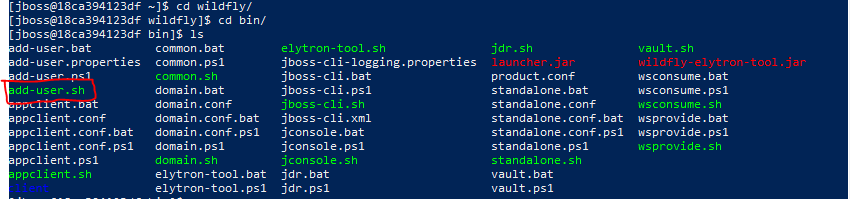 [jboss@18ca394123df ~]$ cd wildfly/
[jboss@18ca394123df wildfly]$ cd bin/
[jboss@18ca394123df bin]$ ls
add-user.bat common.bat elytron-tool.sh jdr.sh vault.sh
add-user.properties common.ps1 jboss-cli-logging.properties launcher.jar wildfly-elytron-tool.jar
add-user.ps1 common.sh jboss-cli.bat product.conf wsconsume.bat
add-user.sh domain.bat jboss-cli.ps1 standalone.bat wsconsume.ps1
appclient.bat domain.conf jboss-cli.sh standalone.conf wsconsume.sh
appclient.conf domain.conf.bat jboss-cli.xml standalone.conf.bat wsprovide.bat
appclient.conf.bat domain.conf.ps1 jconsole.bat standalone.conf.ps1 wsprovide.ps1
appclient.conf.ps1 domain.ps1 jconsole.ps1 standalone.ps1 wsprovide.sh
appclient.ps1 domain.sh jconsole.sh standalone.sh
appclient.sh elytron-tool.bat jdr.bat vault.bat
client elytron-tool.ps1 jdr.ps1 vault.ps1